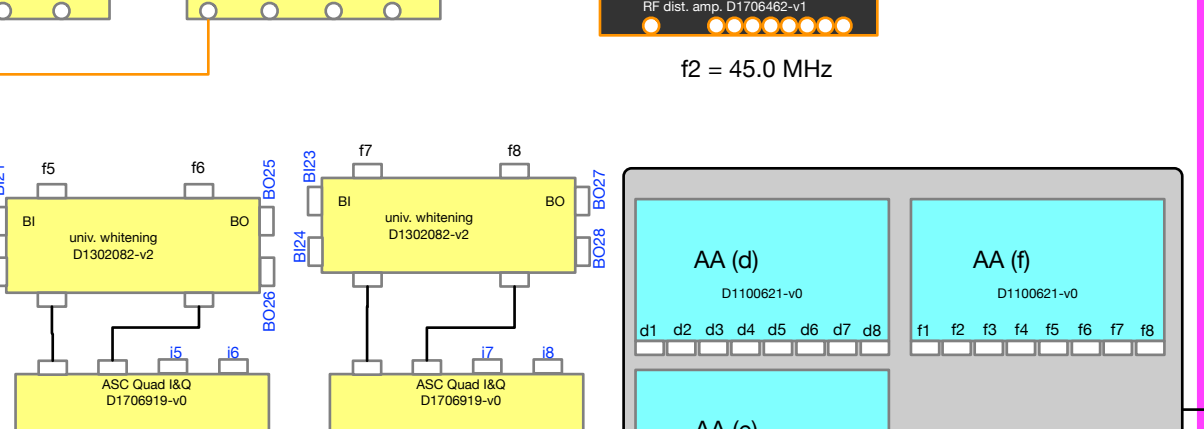 RF dist. amp. D1706462-v1
f2 = 45.0 MHz
f5
f6
BO25
BI
BO
univ. whitening
D1302082-v2
BO26
f7
f8
BI23
BO27
BI
BO
univ. whitening
D1302082-v2
BI24
BO28
i5
i6
ASC Quad I&Q
D1706919-v0
i7
i8
ASC Quad I&Q
D1706919-v0
AA (d)
D1100621-v0
d1 d2 d3 d4 d5 d6 d7 d8
AA (f)
D1100621-v0
f1 f2 f3 f4 f5 f6 f7 f8